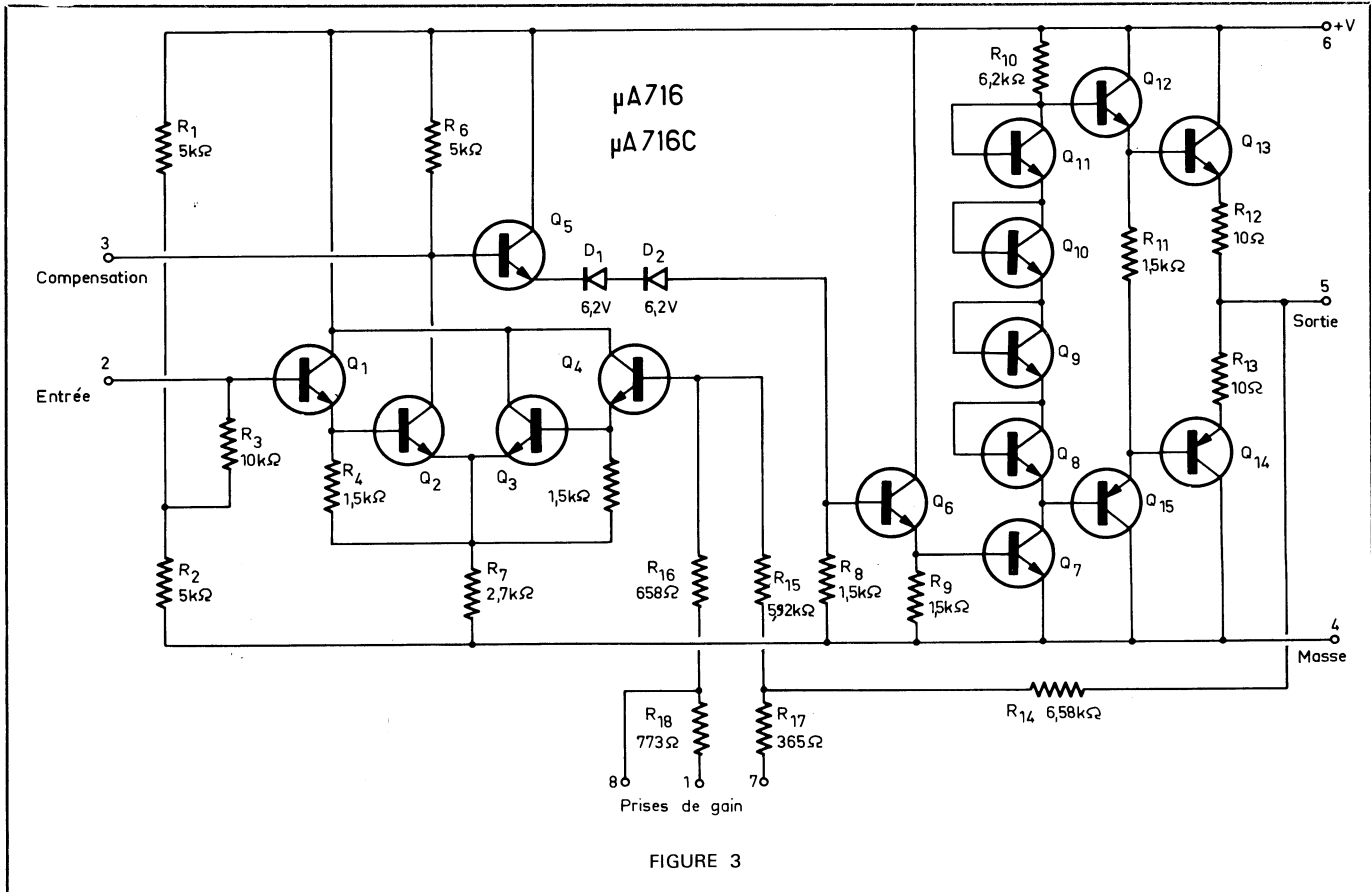 +V
6
R10
6,2kΩ
Q12
µA716
µA716C
R1
5kΩ
R6
5kΩ
Q11
Q13
Q5
R12
10Ω
3
Compensation
D1
6,2V
D2
6,2V
Q10
R11
1,5kΩ
5
Sortie
2
Entrée
Q1
Q4
Q9
R13
10Ω
R3
10kΩ
R4
1,5kΩ
Q2
Q3
1,5kΩ
Q8
Q14
Q6
Q15
R2
5kΩ
R7
2,7kΩ
R16
658Ω
R15
5,92kΩ
R8
1,5kΩ
R9
1,5kΩ
Q7
4
Masse
R18
773Ω
R17
365Ω
R14 6,58kΩ
8 1 7
Prises de gain
FIGURE 3